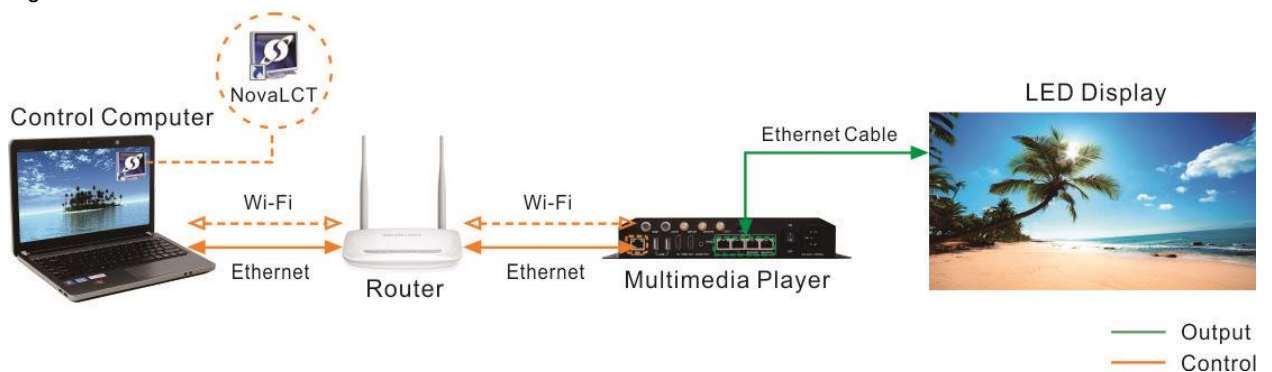 NovaLCT
Control Computer
LED Display
Ethernet Cable
Wi-Fi
Wi-Fi
Ethernet
Ethernet
Router
Multimedia Player
Output
Control